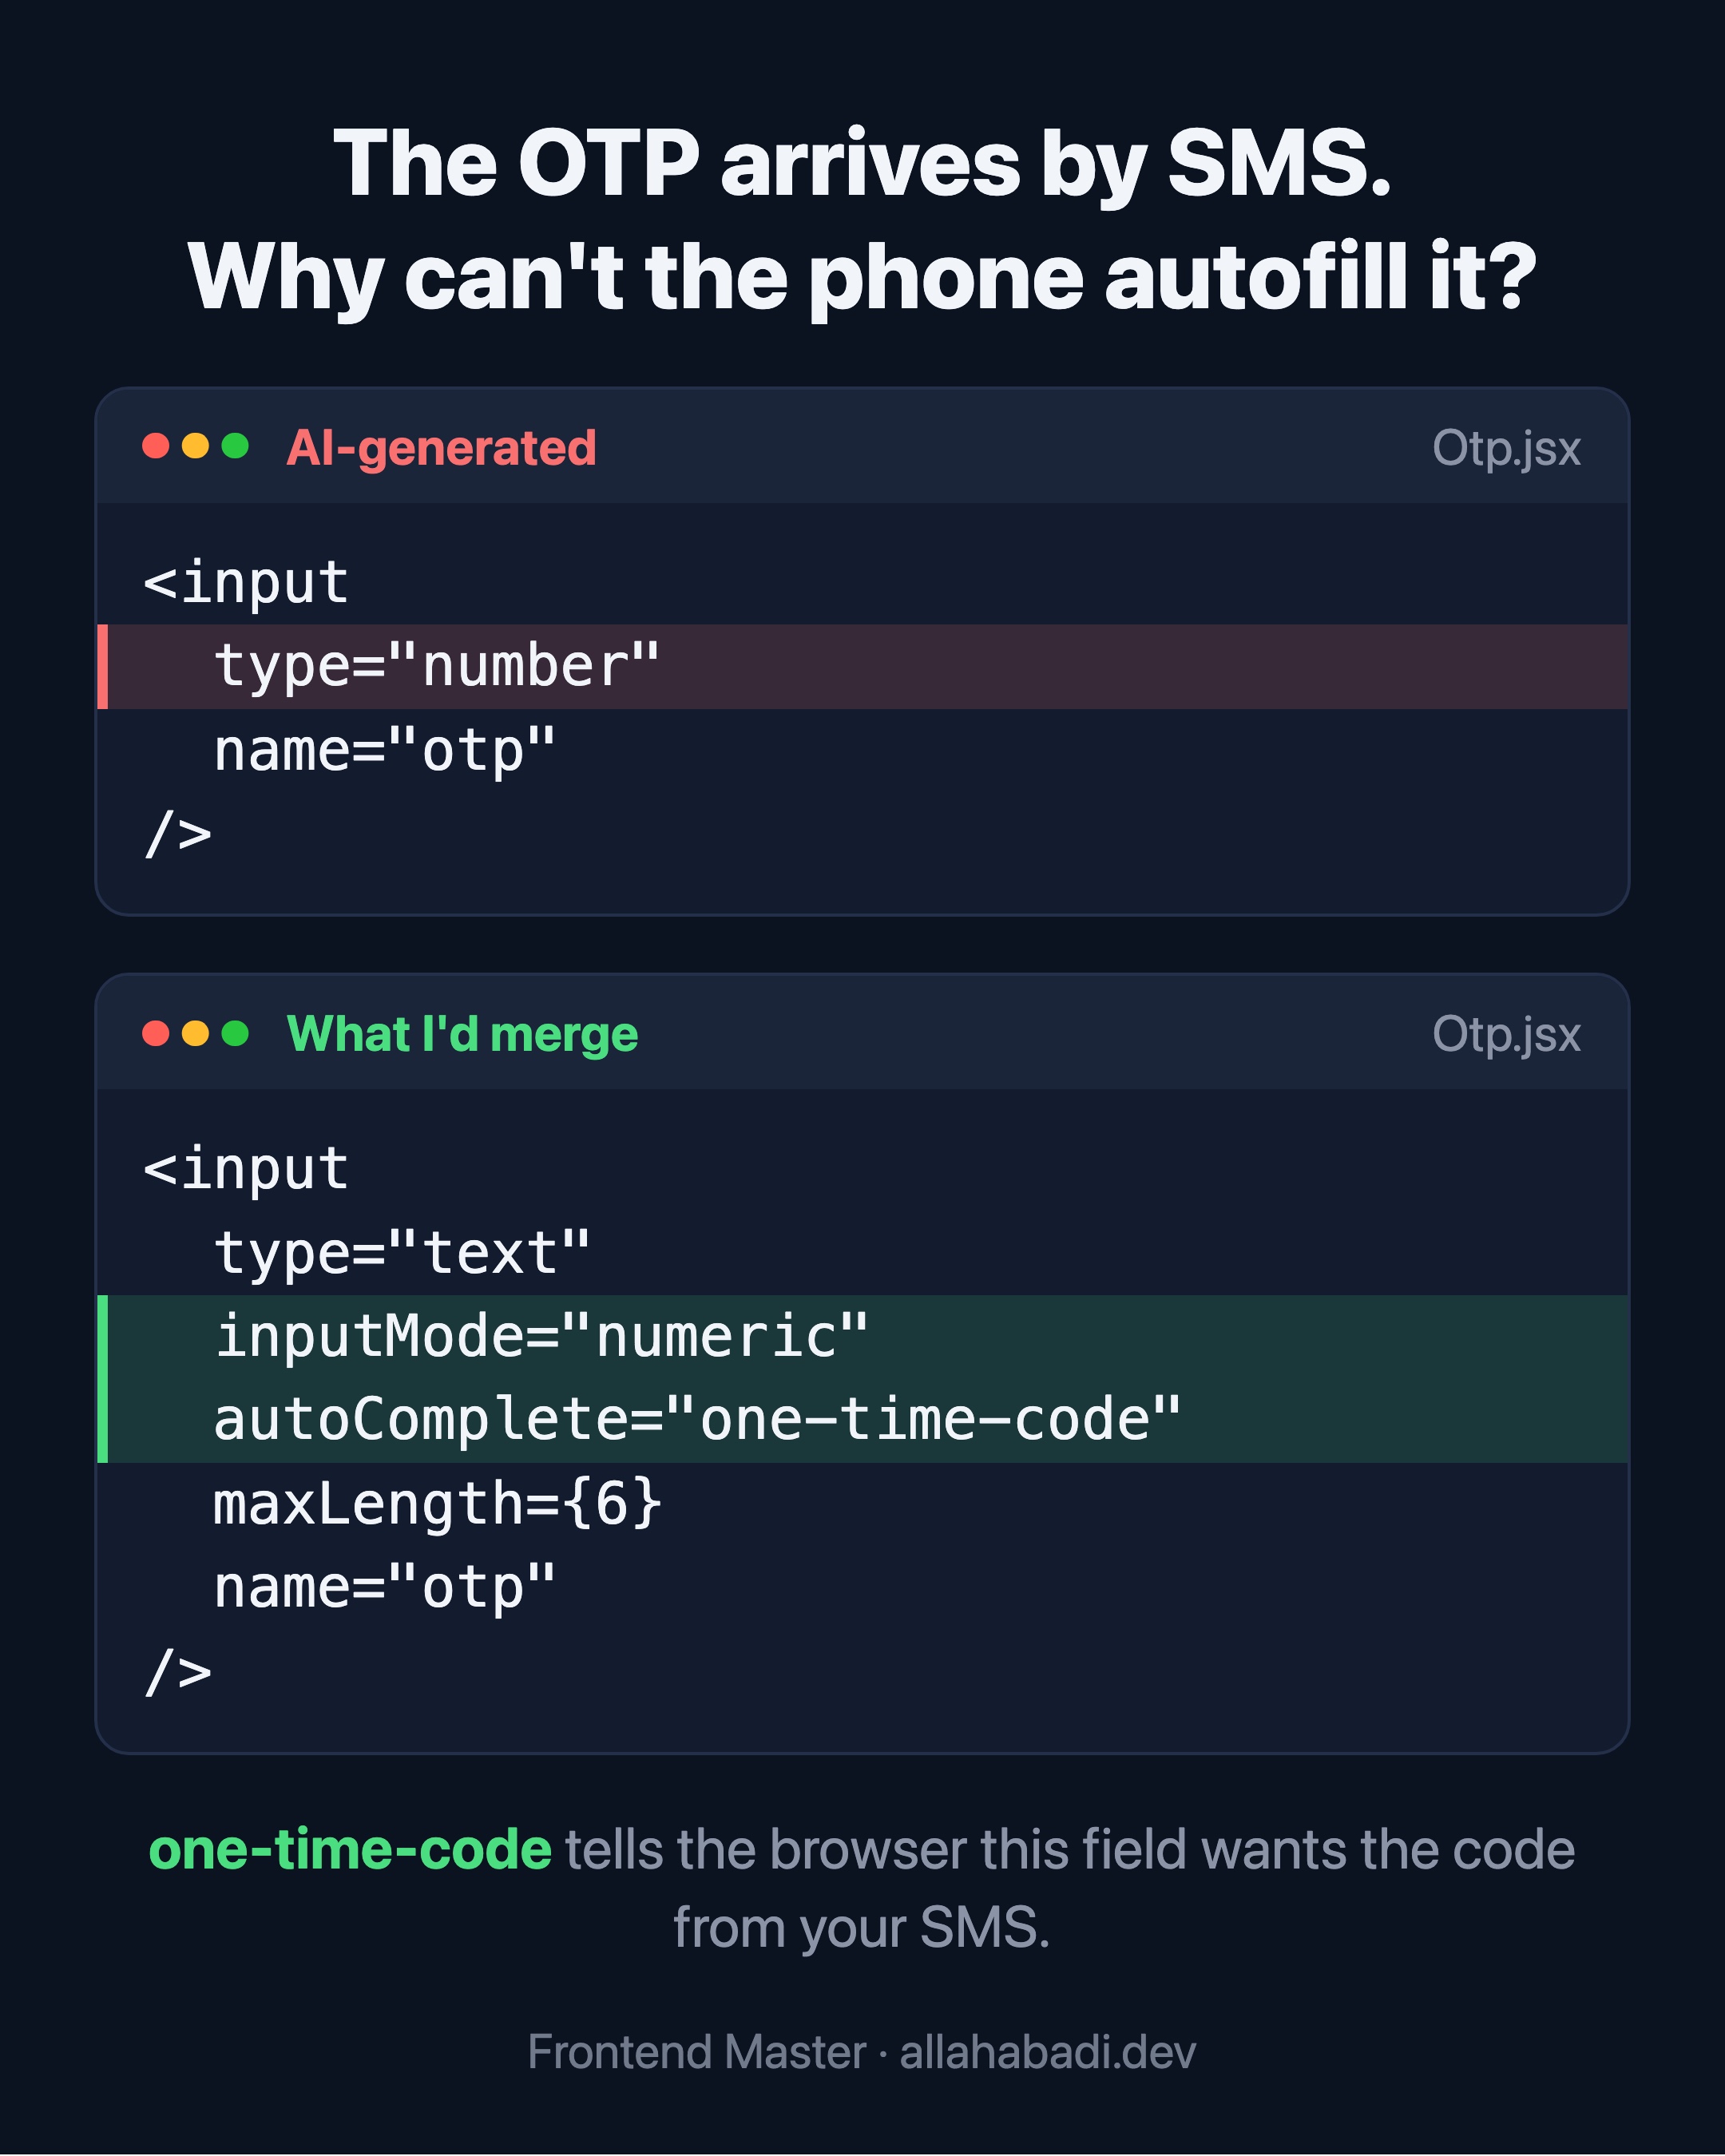 The OTP arrives by SMS.
Why can't the phone autofill it?
AI-generated
Otp.jsx
<input
type="number"
name="otp"
/>
What I'd merge
Otp.jsx
<input
type="text"
inputMode="numeric"
autoComplete="one-time-code"
maxLength={6}
name="otp"
/>
one-time-code tells the browser this field wants the code
from your SMS.
Frontend Master · allahabadi.dev